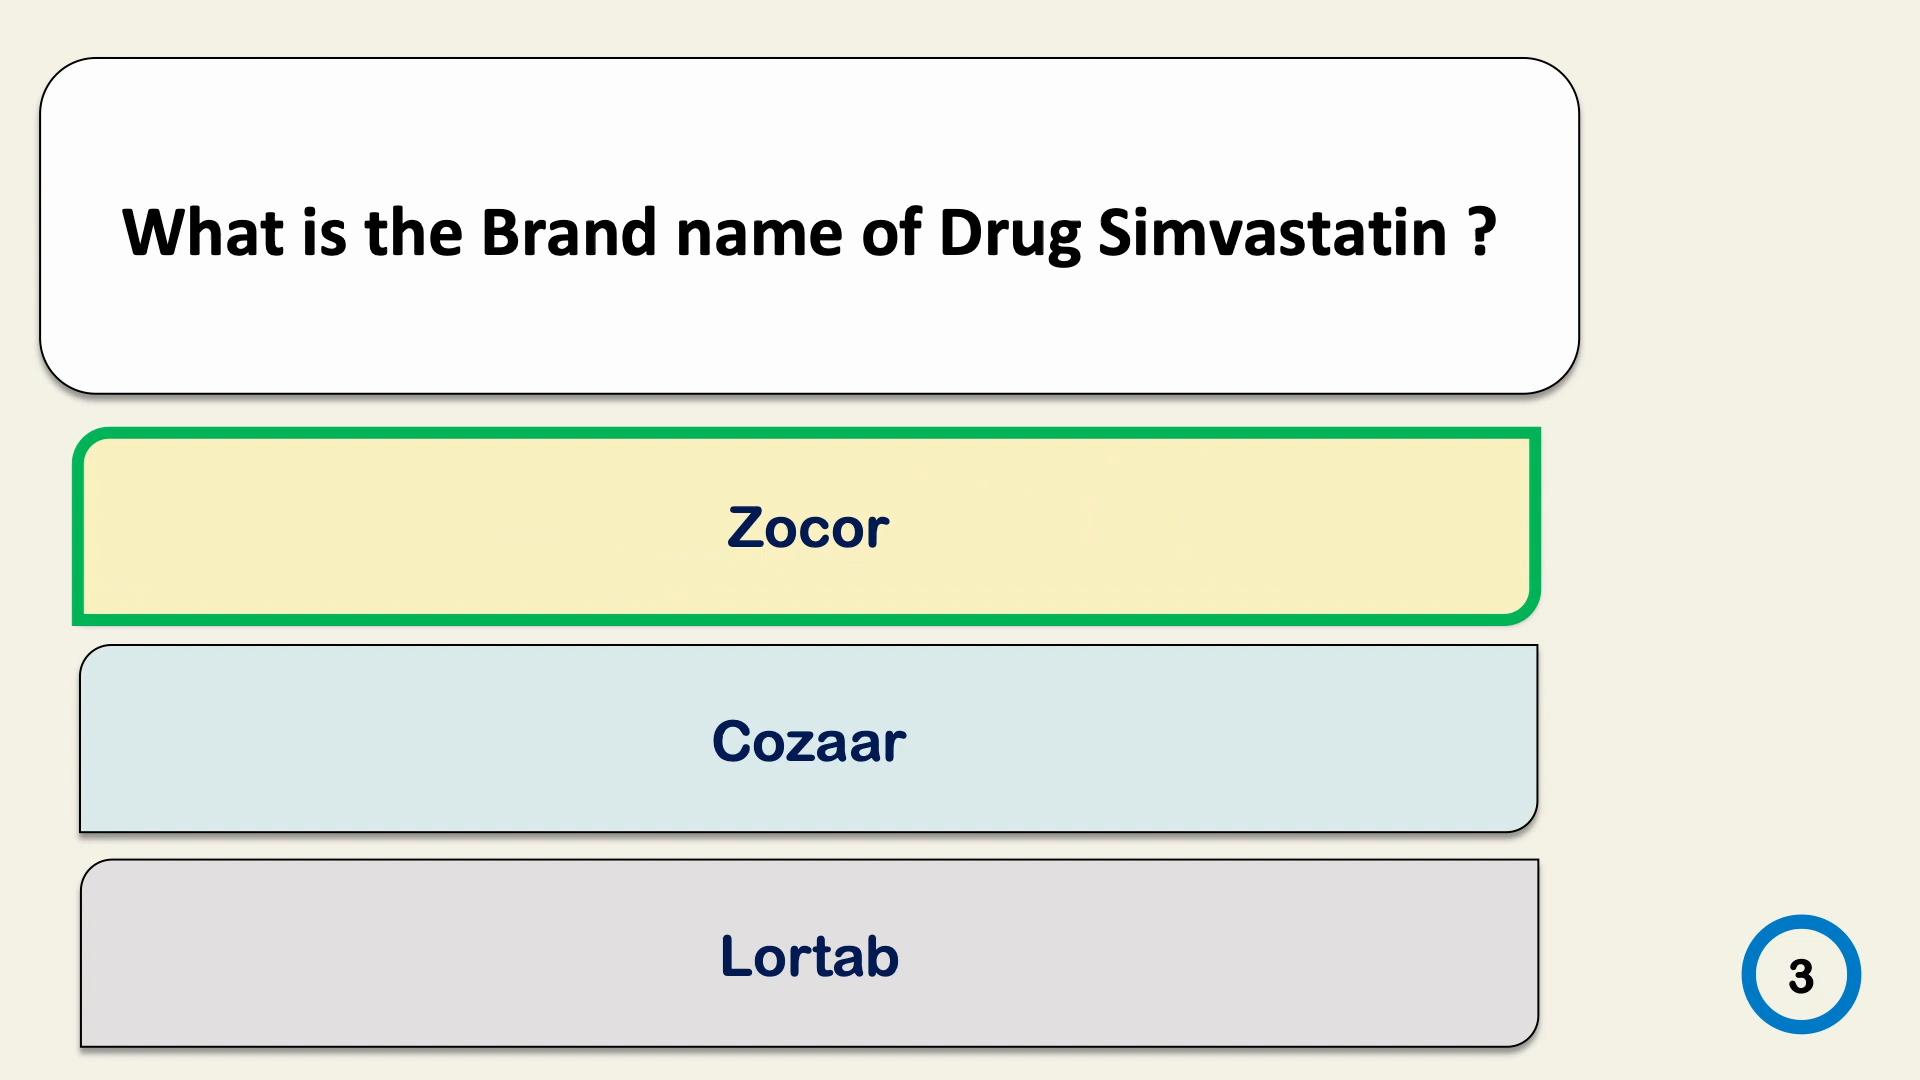 What is the Brand name of Drug Simvastatin ?
Zocor
Cozaar
Lortab
3